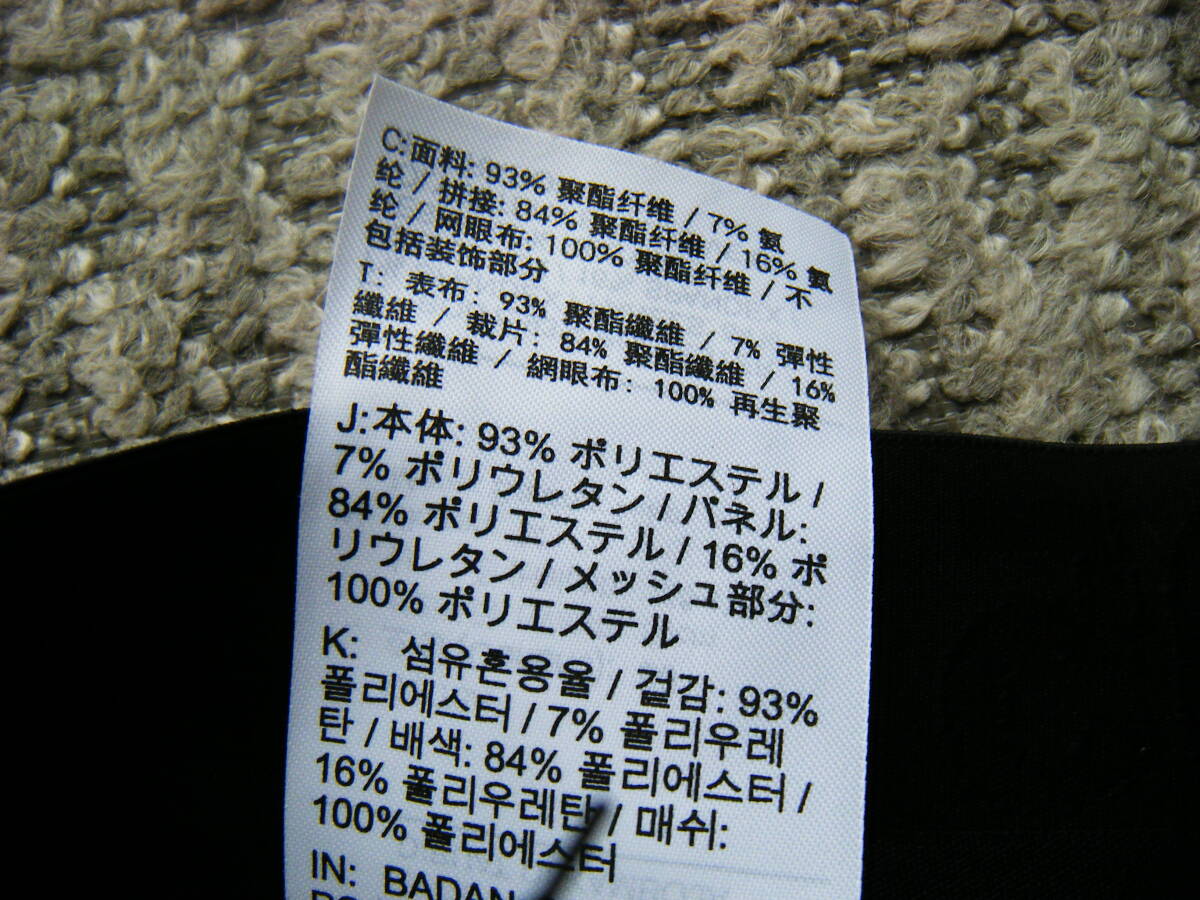 C:面料: 93% 聚酯纤维 / 7% 氨
纶 / 拼接: 84% 聚酯纤维 / 16% 氨
纶 / 网眼布: 100% 聚酯纤维 / 不
包括装饰部分
T: 表布: 93% 聚酯纖維 / 7% 彈性
纖維 / 裁片: 84% 聚酯纖維 / 16%
彈性纖維 / 網眼布: 100% 再生聚
酯纖維
J:本体: 93% ポリエステル /
7% ポリウレタン / パネル:
84% ポリエステル / 16% ポ
リウレタン / メッシュ部分:
100% ポリエステル
K: 섬유혼용율 / 겉감: 93%
폴리에스터 / 7% 폴리우레
탄 / 배색: 84% 폴리에스터 /
16% 폴리우레탄 / 매쉬:
100% 폴리에스터
IN: BADAN